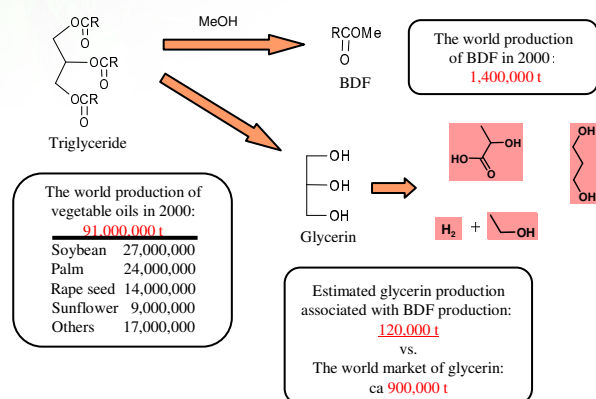 OCR
O
OCR
O
OCR
O
Triglyceride
MeOH
RCOMe
O
BDF
The world production
of BDF in 2000:
1,400,000 t
OH
OH
OH
Glycerin
HO
OH
O
OH
OH
H2 + OH
The world production of
vegetable oils in 2000:
91,000,000 t
Soybean 27,000,000
Palm 24,000,000
Rape seed 14,000,000
Sunflower 9,000,000
Others 17,000,000
Estimated glycerin production
associated with BDF production:
120,000 t
vs.
The world market of glycerin:
ca 900,000 t